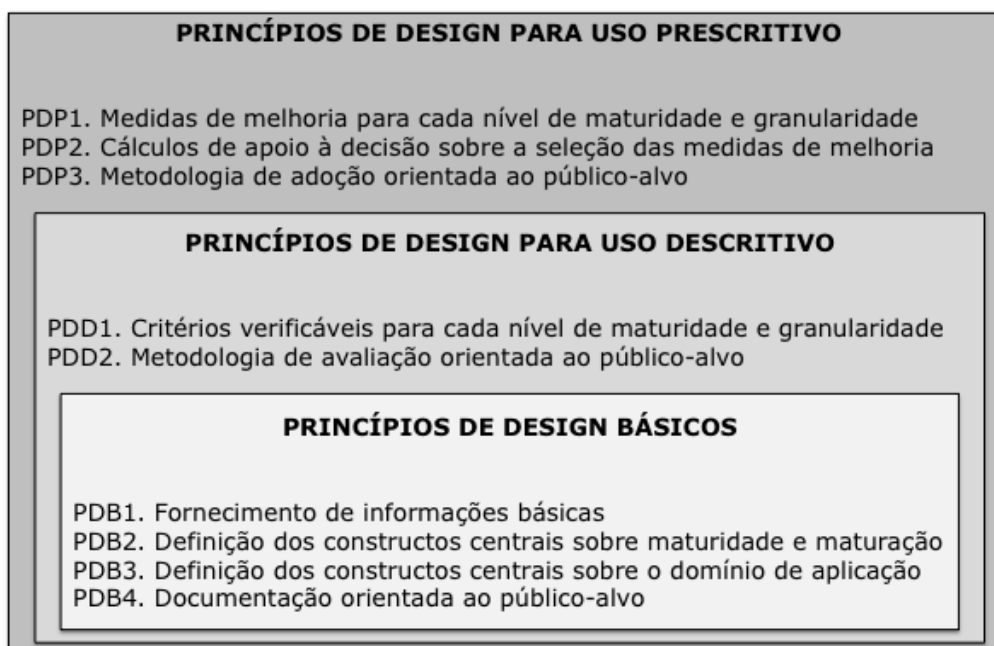 PRINCÍPIOS DE DESIGN PARA USO PRESCRITIVO
PDP1. Medidas de melhoria para cada nível de maturidade e granularidade
PDP2. Cálculos de apoio à decisão sobre a seleção das medidas de melhoria
PDP3. Metodologia de adoção orientada ao público-alvo
PRINCÍPIOS DE DESIGN PARA USO DESCRITIVO
PDD1. Critérios verificáveis para cada nível de maturidade e granularidade
PDD2. Metodologia de avaliação orientada ao público-alvo
PRINCÍPIOS DE DESIGN BÁSICOS
PDB1. Fornecimento de informações básicas
PDB2. Definição dos constructos centrais sobre maturidade e maturação
PDB3. Definição dos constructos centrais sobre o domínio de aplicação
PDB4. Documentação orientada ao público-alvo